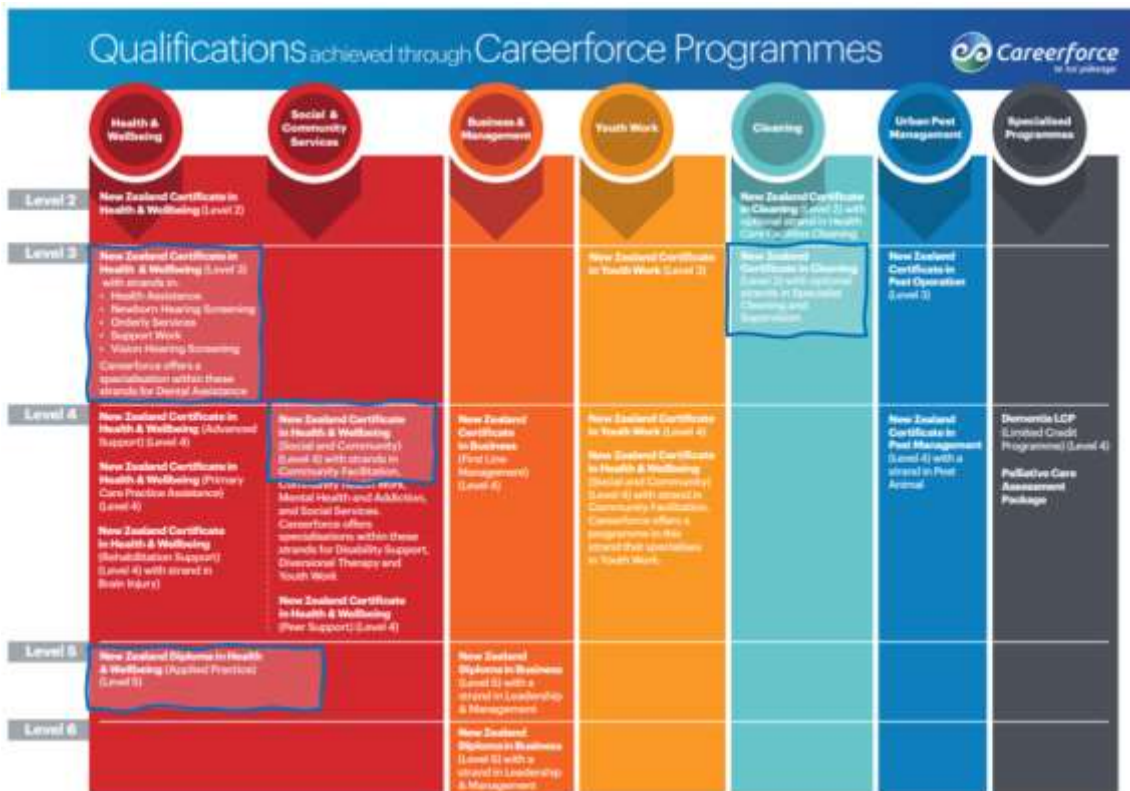 Qualifications achieved through Careerforce Programmes
Careerforce
Health &
Wellbeing
Social &
Community
Services
Business &
Management
Youth Work
Cleaning
Urban Pest
Management
Specialised
Programmes
Level 2
New Zealand Certificate in
Health & Wellbeing (Level 2)
New Zealand Certificate
in Cleaning (Level 2) with
optional strand in Health
Care Facilities Cleaning
Level 3
New Zealand Certificate in
Health & Wellbeing (Level 3)
with strands in:
• Health Assistance
• Newborn Hearing Screening
• Orderly Services
• Support Work
• Vision Hearing Screening
Careerforce offers a
specialisation within these
strands for Dental Assistance
New Zealand Certificate
in Youth Work (Level 3)
New Zealand
Certificate in Cleaning
(Level 3) with optional
strands in Specialist
Cleaning and
Supervision
New Zealand
Certificate in
Pest Operation
(Level 3)
Level 4
New Zealand Certificate in
Health & Wellbeing (Advanced
Support) (Level 4)
New Zealand Certificate in
Health & Wellbeing (Primary
Care Practice Assistance)
(Level 4)
New Zealand Certificate
in Health & Wellbeing
(Rehabilitation Support)
(Level 4) with strand in
Brain Injury)
New Zealand Certificate
in Health & Wellbeing
(Social and Community)
(Level 4) with strands in
Community Facilitation,
Community Health Work,
Mental Health and Addiction,
and Social Services.
Careerforce offers
specialisations within these
strands for Disability Support,
Diversional Therapy and
Youth Work
New Zealand Certificate
in Health & Wellbeing
(Peer Support) (Level 4)
New Zealand
Certificate
in Business
(First Line
Management)
(Level 4)
New Zealand Certificate
in Youth Work (Level 4)
New Zealand Certificate
in Health & Wellbeing
(Social and Community)
(Level 4) with strand in
Community Facilitation.
Careerforce offers a
programme in this
strand that specialises
in Youth Work.
New Zealand
Certificate in
Pest Management
(Level 4) with a
strand in Pest
Animal
Dementia LCP
(Limited Credit
Programme) (Level 4)
Palliative Care
Assessment
Package
Level 5
New Zealand Diploma in Health
& Wellbeing (Applied Practice)
(Level 5)
New Zealand
Diploma in Business
(Level 5) with a
strand in Leadership
& Management
Level 6
New Zealand
Diploma in Business
with a
strand in Leadership
& Management